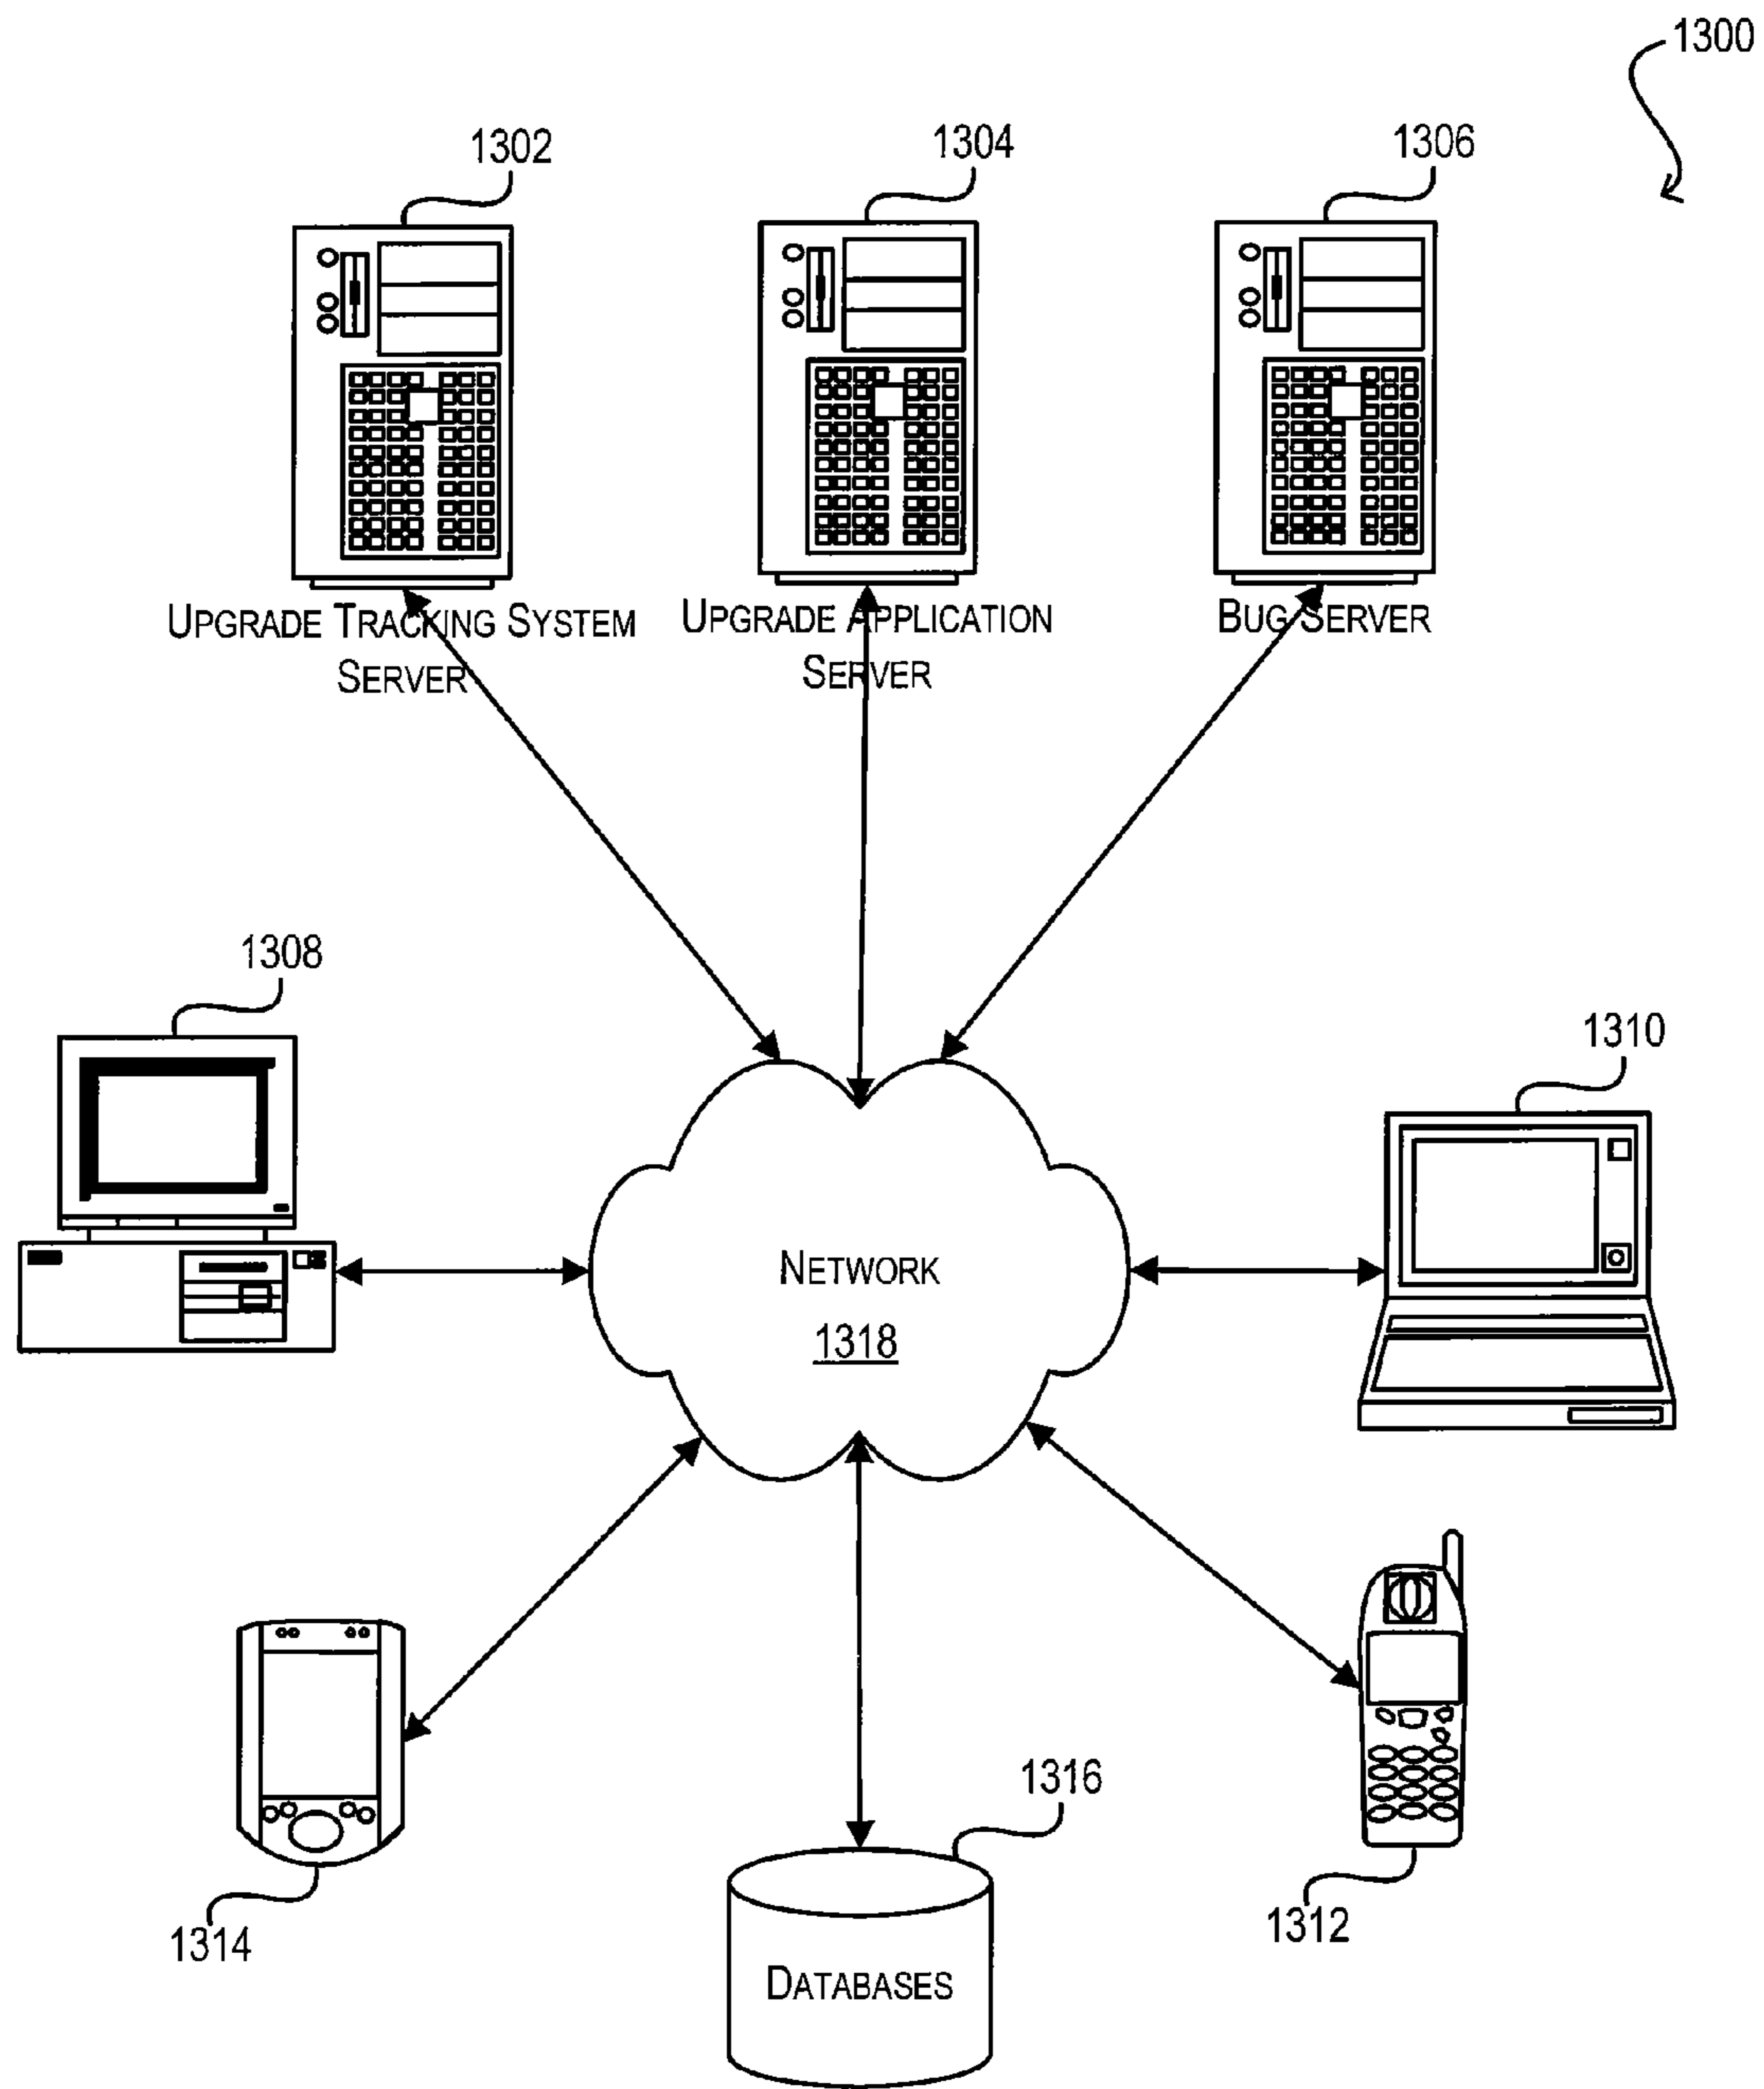 1300
1302
1304
1306
UPGRADE TRACKING SYSTEM
SERVER
UPGRADE APPLICATION
SERVER
BUG SERVER
1308
1310
NETWORK
1318
1316
1314
1312
DATABASES